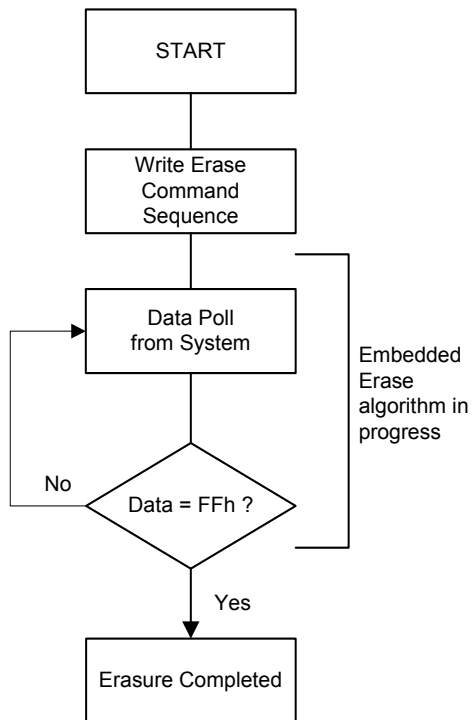 START
Write Erase
Command
Sequence
Data Poll
from System
Embedded
Erase
algorithm in
progress
No
Data = FFh ?
Yes
Erasure Completed